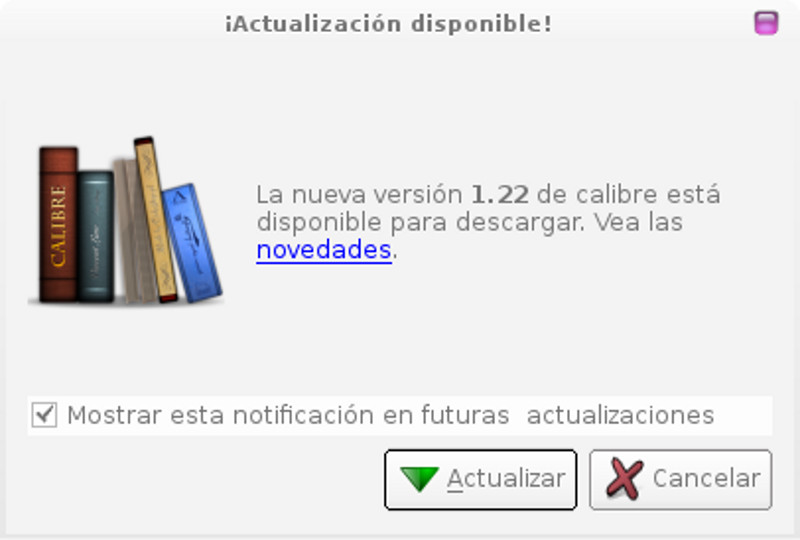 ¡Actualización disponible!
CALIBRE
La nueva versión 1.22 de calibre está
disponible para descargar. Vea las
novedades.
Mostrar esta notificación en futuras  actualizaciones
Actualizar
Cancelar